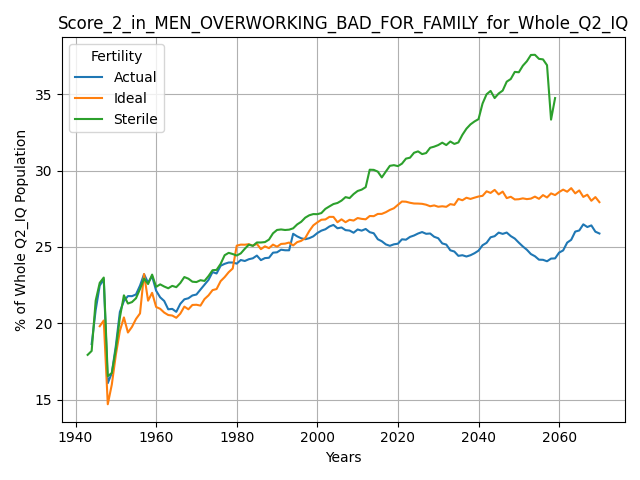 Score_2_in_MEN_OVERWORKING_BAD_FOR_FAMILY_for_Whole_Q2_IQ
Fertility
Actual
Ideal
Sterile
% of Whole Q2_IQ Population
35
30
25
20
15
1940 1960 1980 2000 2020 2040 2060
Years